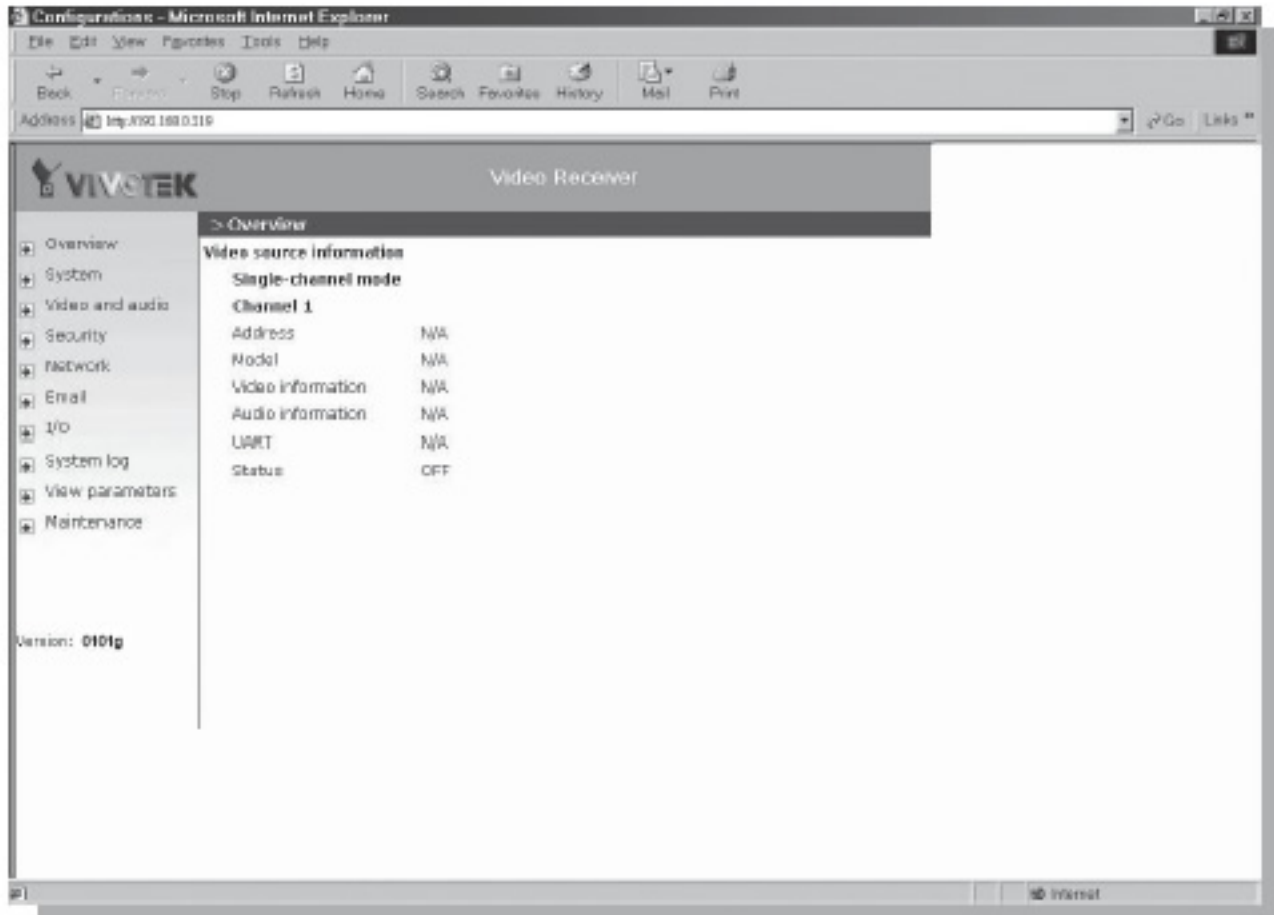 Configurations - Microsoft Internet Explorer
File Edit View Favorites Tools Help
Back Forward Stop Refresh Home Search Favorites History Mail Print
Address Go Links »
VIVOTEK
Video Receiver
> Overview
Overview
System
Video and audio
Security
Network
Email
I/O
System log
View parameters
Maintenance
Version: 0101g
Video source information
Single-channel mode
Channel 1
Address N/A
Model N/A
Video information N/A
Audio information N/A
UART N/A
Status OFF
Internet